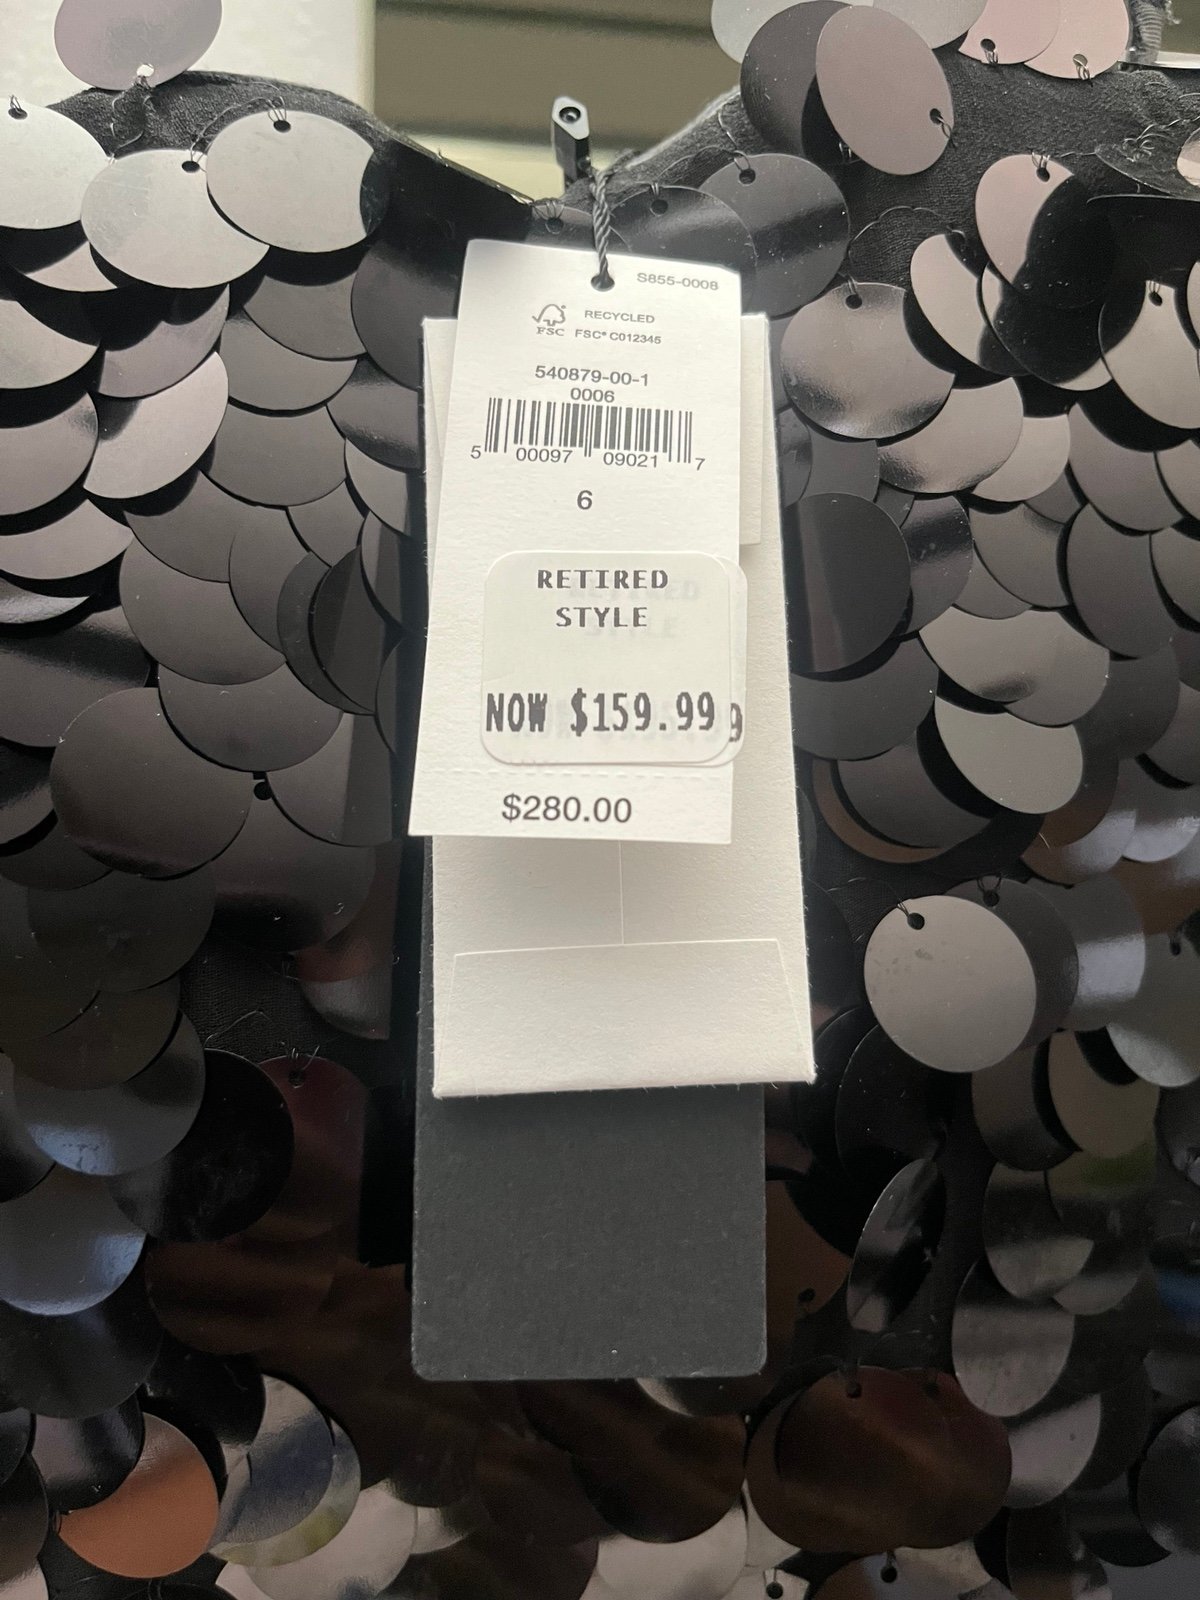 S855-0008
RECYCLED
FSC FSC® C012345
540879-00-1
0006
5 00097 09021 7
6
RETIRED
STYLE
NOW $159.99
9
$280.00